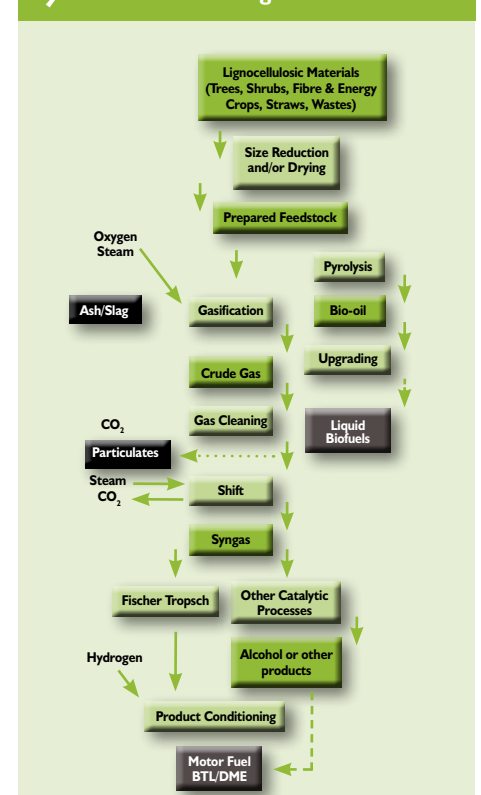 Lignocellulosic Materials
(Trees, Shrubs, Fibre & Energy
Crops, Straws, Wastes)
Size Reduction
and/or Drying
Prepared Feedstock
Oxygen
Steam
Pyrolysis
Ash/Slag
Gasification
Bio-oil
Upgrading
Crude Gas
Gas Cleaning
Liquid
Biofuels
CO₂
Particulates
Steam
CO₂
Shift
Syngas
Fischer Tropsch
Other Catalytic
Processes
Hydrogen
Alcohol or other
products
Product Conditioning
Motor Fuel
BTL/DME